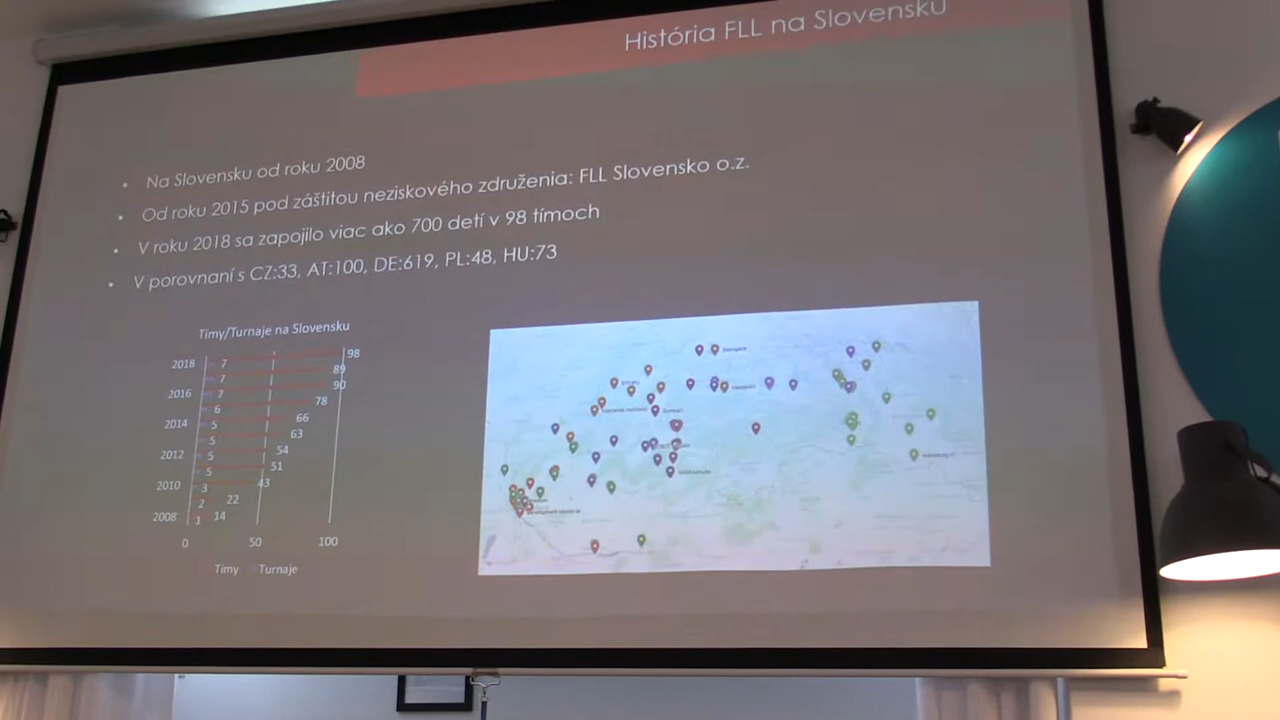 História FLL na Slovensku
• Na Slovensku od roku 2008
• Od roku 2015 pod záštitou neziskového združenia: FLL Slovensko o.z.
• V roku 2018 sa zapojilo viac ako 700 detí v 98 tímoch
• V porovnaní s CZ:33, AT:100, DE:619, PL:48, HU:73
Tímy/Turnaje na Slovensku
2018 7 98
7 89
2016 7 90
6 78
2014 5 66
5 63
2012 5 54
5 51
2010 3 43
2 22
2008 1 14
0 50 100
Tímy Turnaje